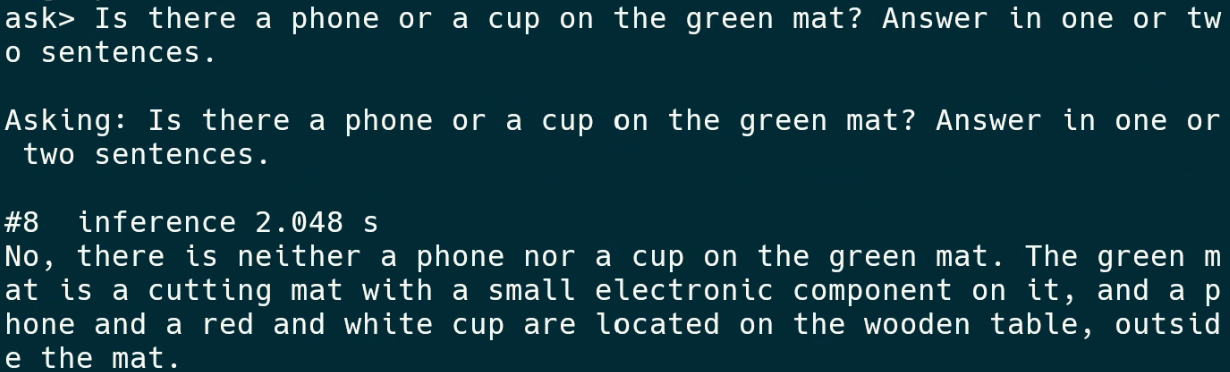 ask> Is there a phone or a cup on the green mat? Answer in one or tw
o sentences.
Asking: Is there a phone or a cup on the green mat? Answer in one or
 two sentences.
#8  inference 2.048 s
No, there is neither a phone nor a cup on the green mat. The green m
at is a cutting mat with a small electronic component on it, and a p
hone and a red and white cup are located on the wooden table, outsid
e the mat.